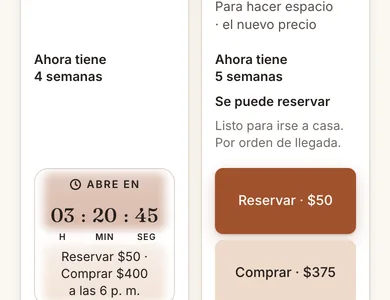 Ahora tiene
4 semanas
ABRE EN
03 : 20 : 45
H MIN SEG
Reservar $50 ·
Comprar $400
a las 6 p. m.
Para hacer espacio
· el nuevo precio
Ahora tiene
5 semanas
Se puede reservar
Listo para irse a casa.
Por orden de llegada.
Reservar · $50
Comprar · $375